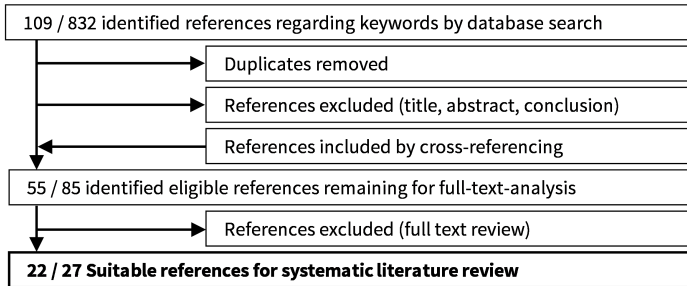 109 / 832 identified references regarding keywords by database search
Duplicates removed
References excluded (title, abstract, conclusion)
References included by cross-referencing
55 / 85 identified eligible references remaining for full-text-analysis
References excluded (full text review)
22 / 27 Suitable references for systematic literature review